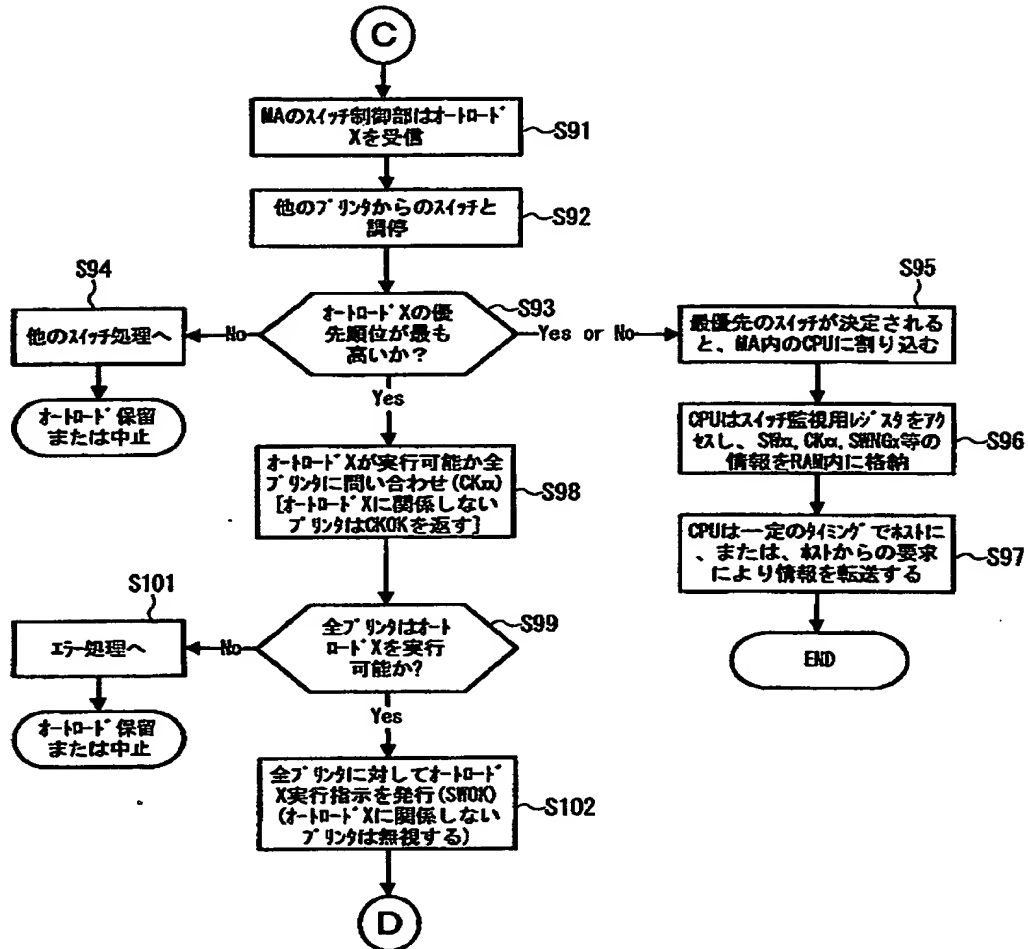 C
MAのスイッチ制御部はオートロード
Xを受信
S91
他のプリンタからのスイッチと
調停
S92
オートロードXの優
先順位が最も
高いか?
S93
No
S94
他のスイッチ処理へ
オートロード保留
または中止
Yes or No
S95
最優先のスイッチが決定される
と、MA内のCPUに割り込む
CPUはスイッチ監視用レジスタをアク
セスし、SWxx,CKxx,SWNGx等の
情報をRAM内に格納
S96
CPUは一定のタイミングでホストに
、または、ホストからの要求
により情報を転送する
S97
END
Yes
オートロードXが実行可能か全
プリンタに問い合わせ(CKxx)
[オートロードXに関係しない
プリンタはCKOKを返す]
S98
全プリンタはオート
ロードXを実行
可能か?
S99
No
S101
エラー処理へ
オートロード保留
または中止
Yes
全プリンタに対してオートロード
X実行指示を発行(SWOK)
(オートロードXに関係しない
プリンタは無視する)
S102
D